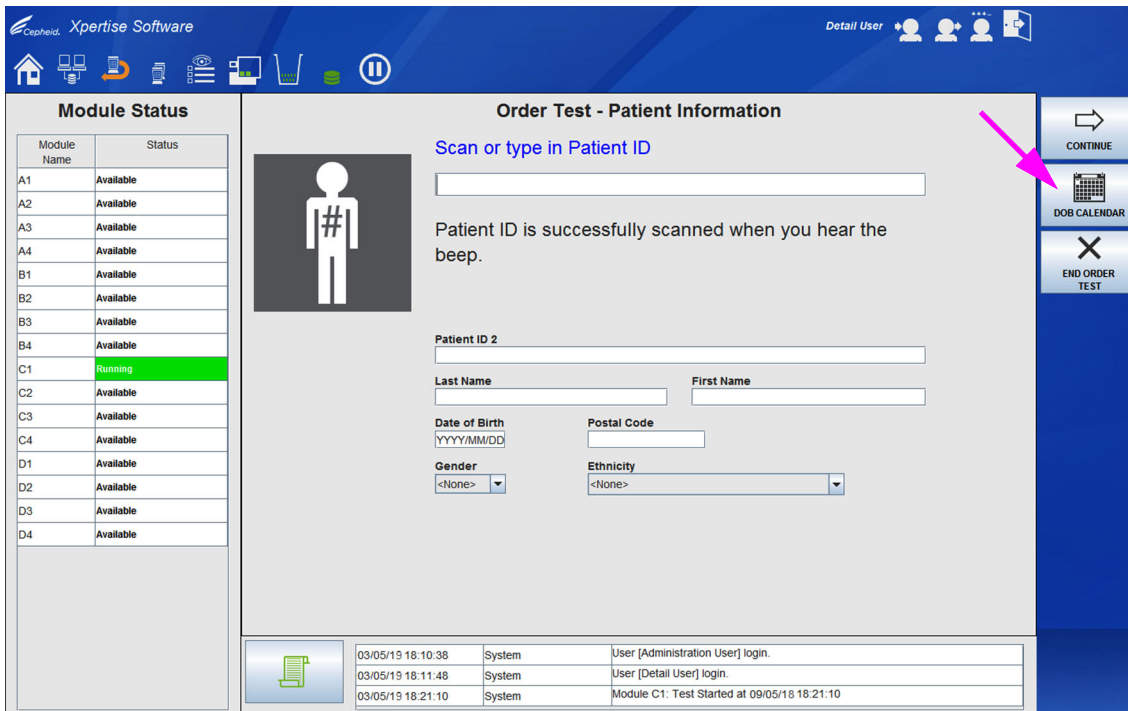 Cepheid. Xpertise Software
Detail User
Module Status
Module Name Status
A1 Available
A2 Available
A3 Available
A4 Available
B1 Available
B2 Available
B3 Available
B4 Available
C1 Running
C2 Available
C3 Available
C4 Available
D1 Available
D2 Available
D3 Available
D4 Available
Order Test - Patient Information
Scan or type in Patient ID
#
Patient ID is successfully scanned when you hear the
beep.
Patient ID 2
Last Name First Name
Date of Birth Postal Code
YYYY/MM/DD
Gender Ethnicity
<None> <None>
CONTINUE
DOB CALENDAR
END ORDER
TEST
03/05/19 18:10:38 System User [Administration User] login.
03/05/19 18:11:48 System User [Detail User] login.
03/05/19 18:21:10 System Module C1: Test Started at 09/05/18 18:21:10